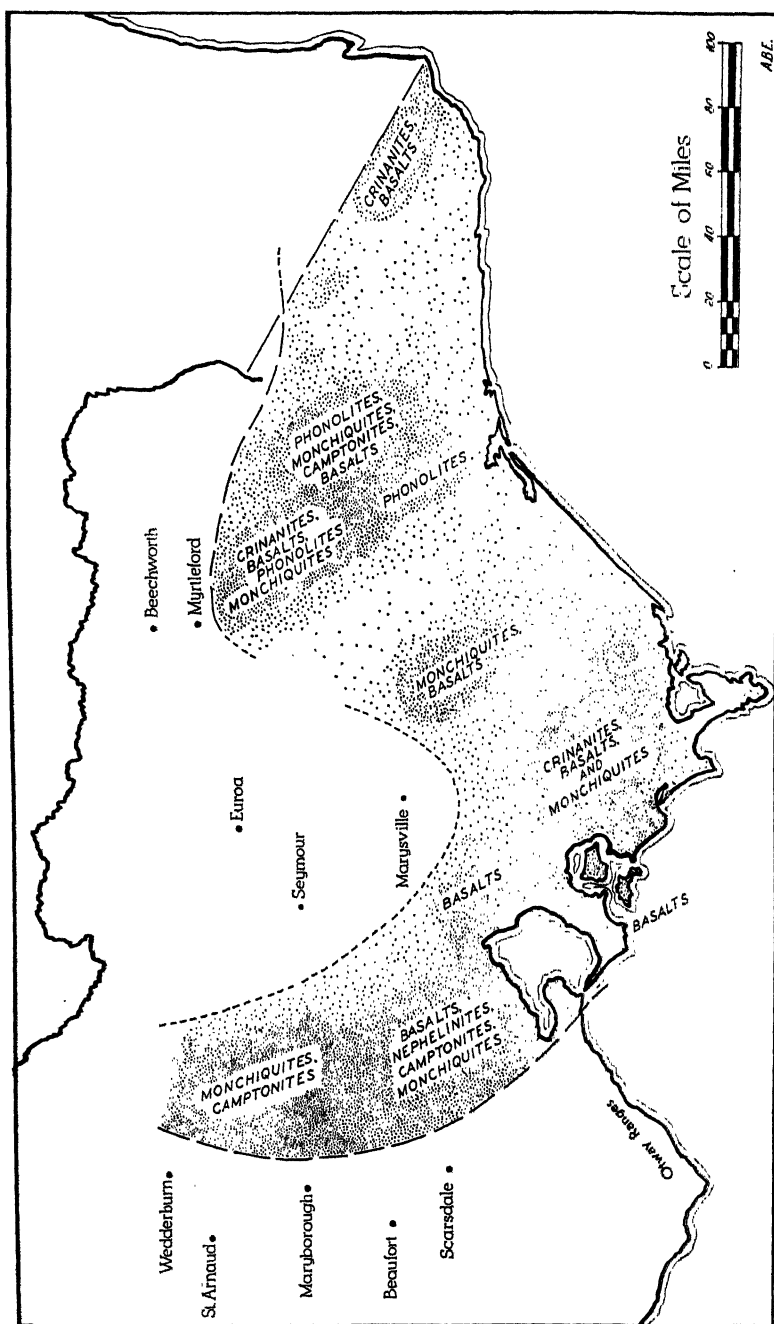 Wedderburn
St. Arnaud
Maryborough
Beaufort
Scarsdale
Otway Ranges
MONCHIQUITES.
CAMPTONITES.
BASALTS.
NEPHELINITES.
CAMPTONITES.
MONCHIQUITES
Euroa
Seymour
Marysville
BASALTS
BASALTS
Beechworth
Myrtleford
MONCHIQUITES.
BASALTS
CRINANITES.
BASALTS.
AND
MONCHIQUITES
CRINANITES.
BASALTS.
PHONOLITES
MONCHIQUITES
PHONOLITES.
MONCHIQUITES.
CAMPTONITES.
BASALTS
PHONOLITES.
CRINANITES.
BASALTS
Scale of Miles
0 20 40 60 80 100
A.B.E.